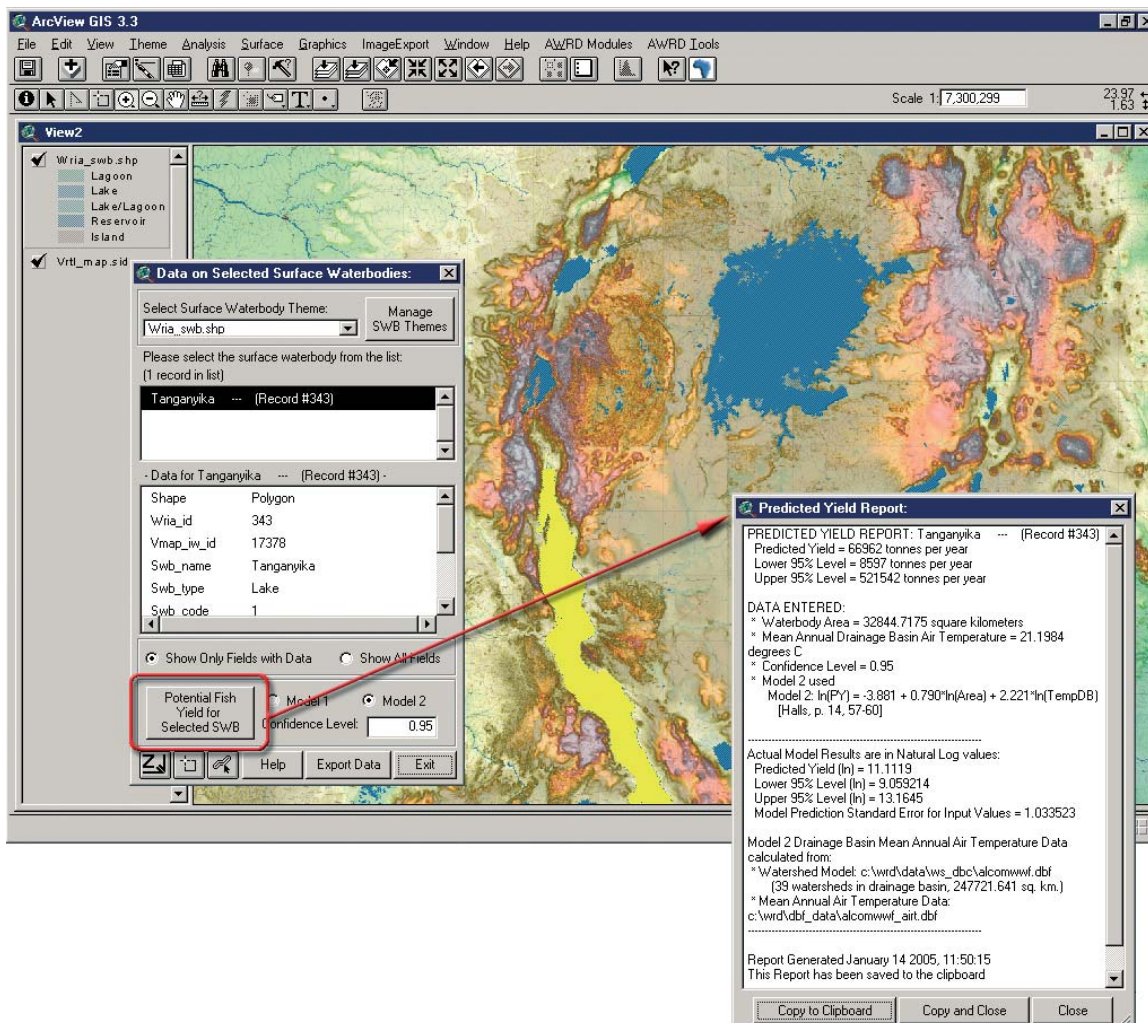 ArcView GIS 3.3
File Edit View Theme Analysis Surface Graphics ImageExport Window Help AWRD Modules AWRD Tools
Scale 1: 7,300,299
23.97
1.63
View2
Wria_swb.shp
Lagoon
Lake
Lake/Lagoon
Reservoir
Island
Vrtl_map.sid
Data on Selected Surface Waterbodies:
Select Surface Waterbody Theme:
Wria_swb.shp
Manage
SWB Themes
Please select the surface waterbody from the list:
(1 record in list)
Tanganyika --- (Record #343)
- Data for Tanganyika --- (Record #343) -
Shape Polygon
Wria_id 343
Vmap_iw_id 17378
Swb_name Tanganyika
Swb_type Lake
Swb_code 1
Show Only Fields with Data Show All Fields
Potential Fish
Yield for
Selected SWB
Model 1 Model 2
Confidence Level: 0.95
Help Export Data Exit
Predicted Yield Report:
PREDICTED YIELD REPORT: Tanganyika --- (Record #343)
Predicted Yield = 66962 tonnes per year
Lower 95% Level = 8597 tonnes per year
Upper 95% Level = 521542 tonnes per year
DATA ENTERED:
* Waterbody Area = 32844.7175 square kilometers
* Mean Annual Drainage Basin Air Temperature = 21.1984
degrees C
* Confidence Level = 0.95
* Model 2 used
Model 2: ln(PY) = -3.881 + 0.790*ln(Area) + 2.221*ln(TempDB)
[Halls, p. 14, 57-60]
------------------------------------------------------------
Actual Model Results are in Natural Log values:
Predicted Yield (ln) = 11.1119
Lower 95% Level (ln) = 9.059214
Upper 95% Level (ln) = 13.1645
Model Prediction Standard Error for Input Values = 1.033523
Model 2 Drainage Basin Mean Annual Air Temperature Data
calculated from:
* Watershed Model: c:\wrd\data\ws_dbc\alcomwwf.dbf
(39 watersheds in drainage basin, 247721.641 sq. km.)
* Mean Annual Air Temperature Data:
c:\wrd\dbf_data\alcomwwf_airt.dbf
------------------------------------------------------------
Report Generated January 14 2005, 11:50:15
This Report has been saved to the clipboard
Copy to Clipboard Copy and Close Close